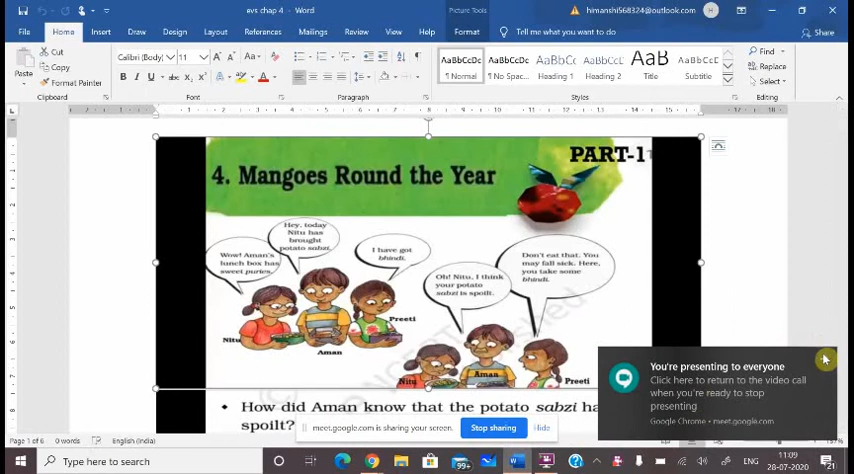 evs chap 4 - Word
Picture Tools
himanshi568324@outlook.com
H
File Home Insert Draw Design Layout References Mailings Review View Help Format Tell me what you want to do Share
Paste
Cut
Copy
Format Painter
Clipboard
Calibri (Body) 11
Font
Paragraph
AaBbCcDc AaBbCcDc AaBbCc AaBbCcC AaB AaBbCcC
¶ Normal ¶ No Spac... Heading 1 Heading 2 Title Subtitle
Styles
Find
Replace
Select
Editing
PART-1
4. Mangoes Round the Year
Hey, today
Nitu has
brought
potato sabzi.
Wow! Aman's
lunch box has
sweet puries.
I have got
bhindi.
Oh! Nitu, I think
your potato
sabzi is spoilt.
Don't eat that. You
may fall sick. Here,
you take some
bhindi.
Nitu
Aman
Preeti
Nitu
Aman
Preeti
• How did Aman know that the potato sabzi ha
spoilt?
meet.google.com is sharing your screen. Stop sharing Hide
You're presenting to everyone
Click here to return to the video call
when you're ready to stop
presenting
Google Chrome • meet.google.com
Page 1 of 6 0 words English (India)
Type here to search
99+
ENG
11:09
28-07-2020
21